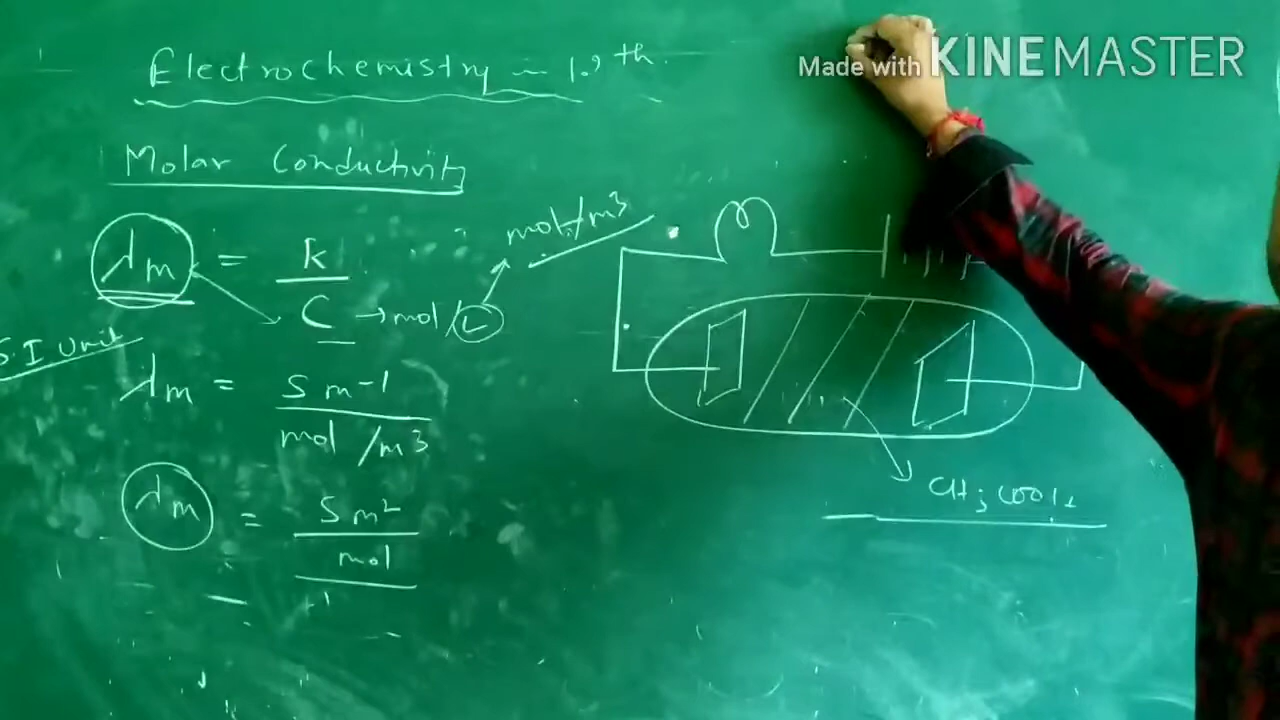 Electrochemistry – 12th.
Made with KINEMASTER
Molar Conductivity
λm = k / C → mol/L
mol/m3
S.I Unit
λm = S m-1 / mol/m3
λm = S m2 / mol
CH3COOH